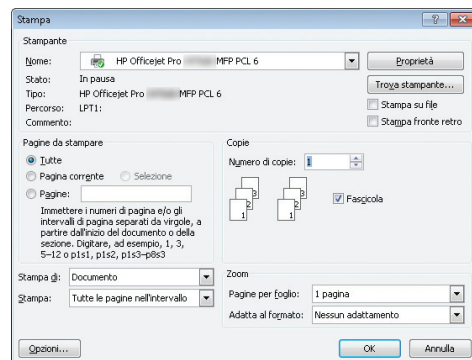 Stampa
Stampante
Nome: HP Officejet Pro MFP PCL 6 Proprietà
Stato: In pausa
Trova stampante...
Tipo: HP Officejet Pro MFP PCL 6
Percorso: LPT1: Stampa su file
Commento: Stampa fronte retro
Pagine da stampare
Tutte
Pagina corrente Selezione
Pagine:
Immettere i numeri di pagina e/o gli
intervalli di pagina separati da virgole, a
partire dall'inizio del documento o della
sezione. Digitare, ad esempio, 1, 3,
5–12 o p1s1, p1s2, p1s3–p8s3
Copie
Numero di copie: 1
3 3
2 2
1 1
Fascicola
Stampa di: Documento
Stampa: Tutte le pagine nell'intervallo
Zoom
Pagine per foglio: 1 pagina
Adatta al formato: Nessun adattamento
Opzioni... OK Annulla